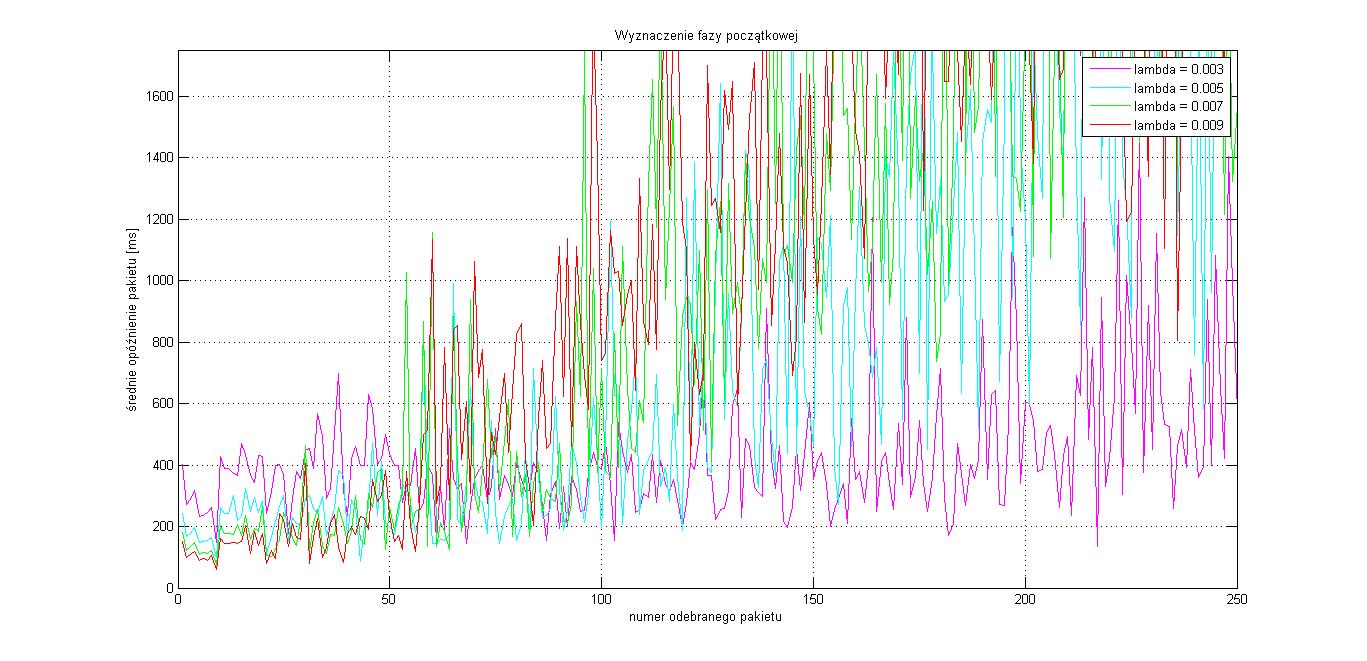 Wyznaczenie fazy początkowej
lambda = 0.003
lambda = 0.005
lambda = 0.007
lambda = 0.009
1600
1400
1200
1000
800
600
400
200
0
średnie opóźnienie pakietu [ms]
0 50 100 150 200 250
numer odebranego pakietu